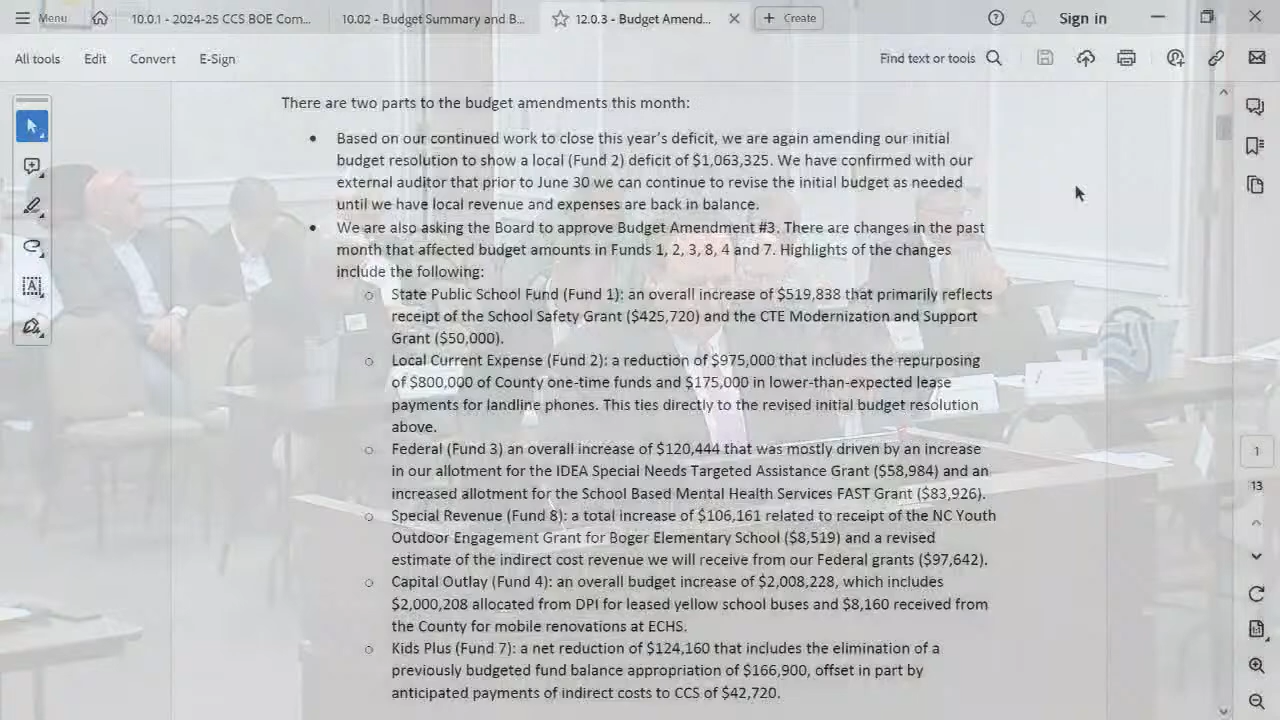 Menu
10.0.1 - 2024-25 CCS BOE Com...
10.02 - Budget Summary and B...
12.0.3 - Budget Amend...
Create
Sign in
All tools
Edit
Convert
E-Sign
Find text or tools
There are two parts to the budget amendments this month:
• Based on our continued work to close this year's deficit, we are again amending our initial
budget resolution to show a local (Fund 2) deficit of $1,063,325. We have confirmed with our
external auditor that prior to June 30 we can continue to revise the initial budget as needed
until we have local revenue and expenses are back in balance.
• We are also asking the Board to approve Budget Amendment #3. There are changes in the past
month that affected budget amounts in Funds 1, 2, 3, 8, 4 and 7. Highlights of the changes
include the following:
o State Public School Fund (Fund 1): an overall increase of $519,838 that primarily reflects
receipt of the School Safety Grant ($425,720) and the CTE Modernization and Support
Grant ($50,000).
o Local Current Expense (Fund 2): a reduction of $975,000 that includes the repurposing
of $800,000 of County one-time funds and $175,000 in lower-than-expected lease
payments for landline phones. This ties directly to the revised initial budget resolution
above.
o Federal (Fund 3) an overall increase of $120,444 that was mostly driven by an increase
in our allotment for the IDEA Special Needs Targeted Assistance Grant ($58,984) and an
increased allotment for the School Based Mental Health Services FAST Grant ($83,926).
o Special Revenue (Fund 8): a total increase of $106,161 related to receipt of the NC Youth
Outdoor Engagement Grant for Boger Elementary School ($8,519) and a revised
estimate of the indirect cost revenue we will receive from our Federal grants ($97,642).
o Capital Outlay (Fund 4): an overall budget increase of $2,008,228, which includes
$2,000,208 allocated from DPI for leased yellow school buses and $8,160 received from
the County for mobile renovations at ECHS.
o Kids Plus (Fund 7): a net reduction of $124,160 that includes the elimination of a
previously budgeted fund balance appropriation of $166,900, offset in part by
anticipated payments of indirect costs to CCS of $42,720.
1
13